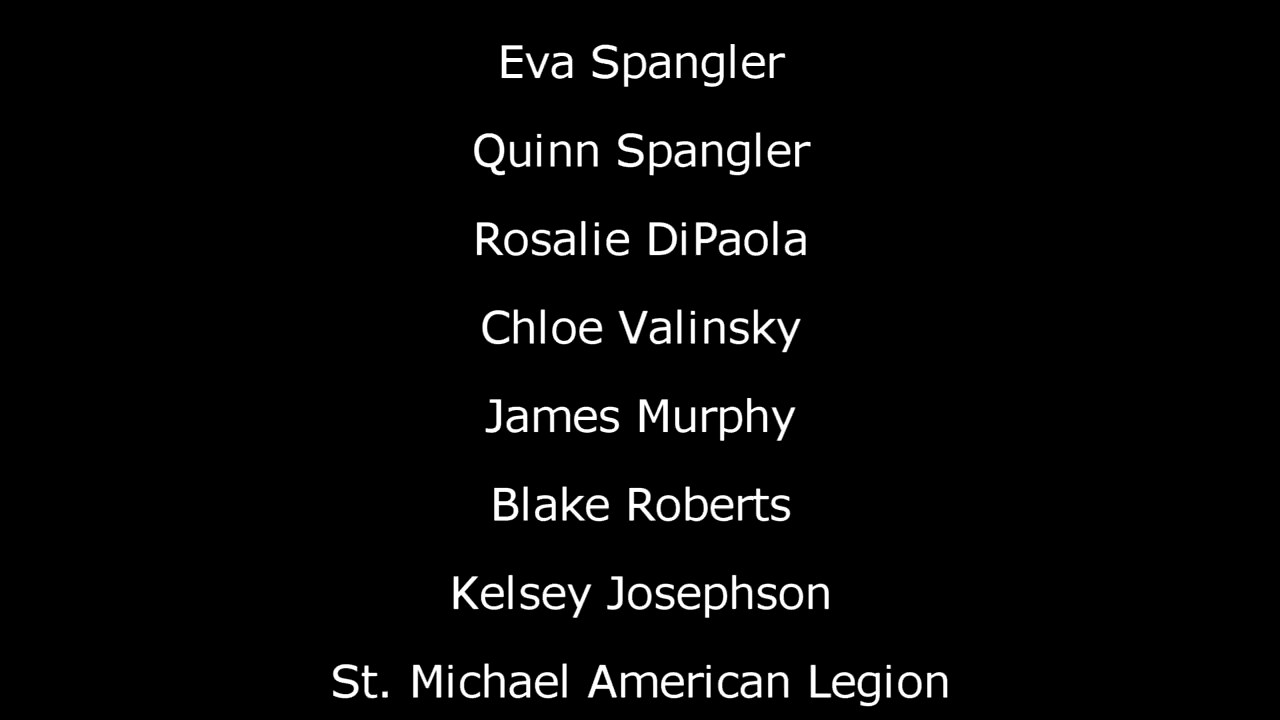 Eva Spangler
Quinn Spangler
Rosalie DiPaola
Chloe Valinsky
James Murphy
Blake Roberts
Kelsey Josephson
St. Michael American Legion